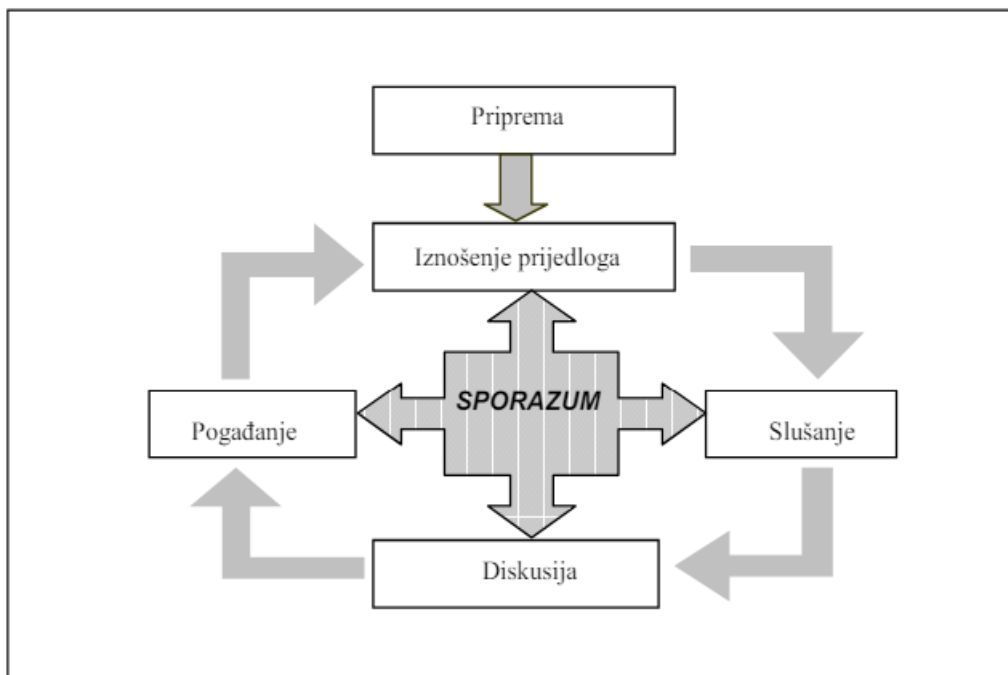 Priprema
Iznošenje prijedloga
Pogađanje
SPORAZUM
Slušanje
Diskusija